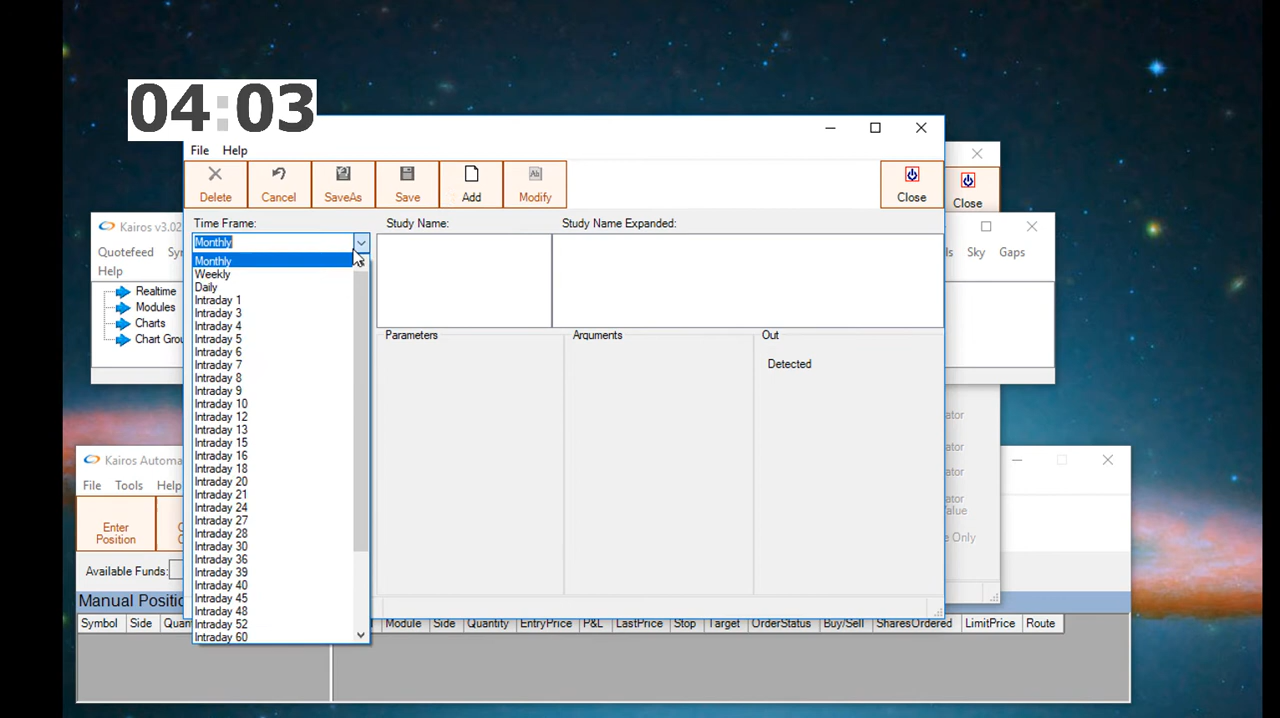 04:03
File Help
Delete Cancel SaveAs Save Add Modify Close
Close
Time Frame: Study Name: Study Name Expanded:
Monthly
Monthly
Weekly
Daily
Intraday 1
Intraday 3
Intraday 4
Intraday 5
Intraday 6
Intraday 7
Intraday 8
Intraday 9
Intraday 10
Intraday 12
Intraday 13
Intraday 15
Intraday 16
Intraday 18
Intraday 20
Intraday 21
Intraday 24
Intraday 27
Intraday 28
Intraday 30
Intraday 36
Intraday 39
Intraday 40
Intraday 45
Intraday 48
Intraday 52
Intraday 60
Parameters Arguments Out
Detected
Kairos v3.02
Quotefeed Sy ls Sky Gaps
Help
Realtime
Modules
Charts
Chart Grou
ator
ator
ator
ator
alue
e Only
Kairos Automa
File Tools Help
Enter
Position
Available Funds:
Manual Positio
Symbol Side Quan Module Side Quantity EntryPrice P&L LastPrice Stop Target OrderStatus Buy/Sell SharesOrdered LimitPrice Route